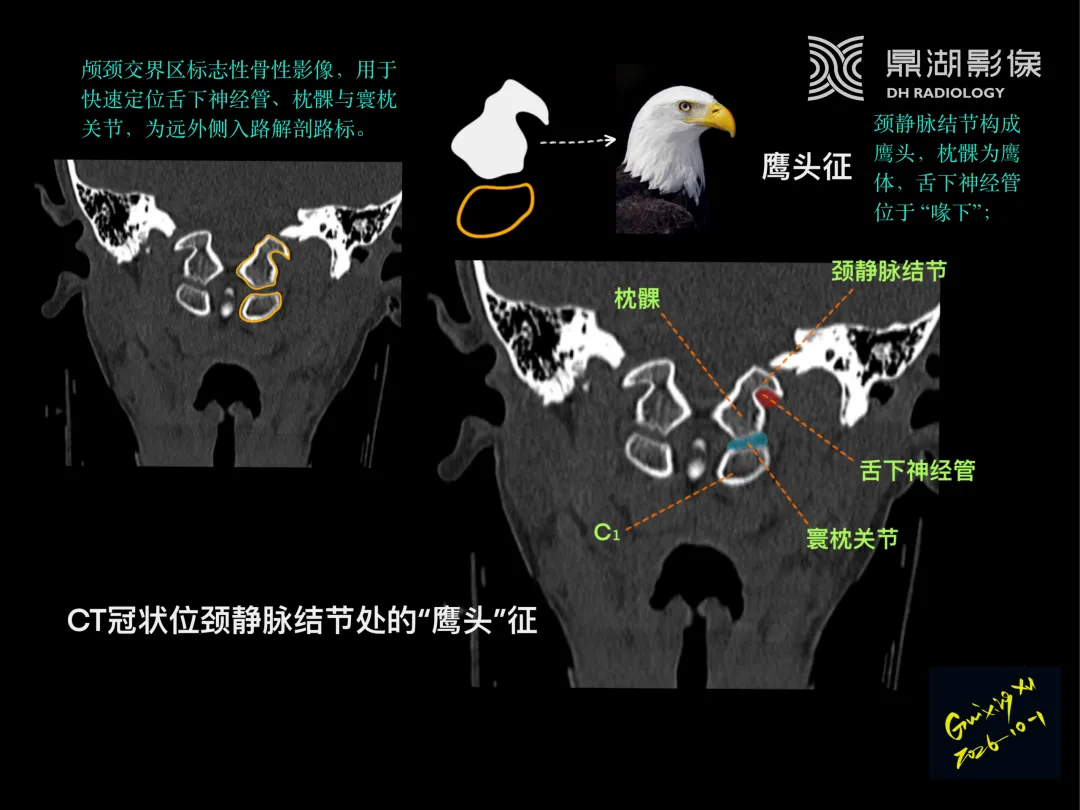 颅颈交界区标志性骨性影像，用于
快速定位舌下神经管、枕髁与寰枕
关节，为远外侧入路解剖路标。
鼎湖影像
DH RADIOLOGY
鹰头征
颈静脉结节构成
鹰头，枕髁为鹰
体，舌下神经管
位于“喙下”；
颈静脉结节
枕髁
舌下神经管
C₁
寰枕关节
CT冠状位颈静脉结节处的“鹰头”征
Guixing Xu
2026-10-1